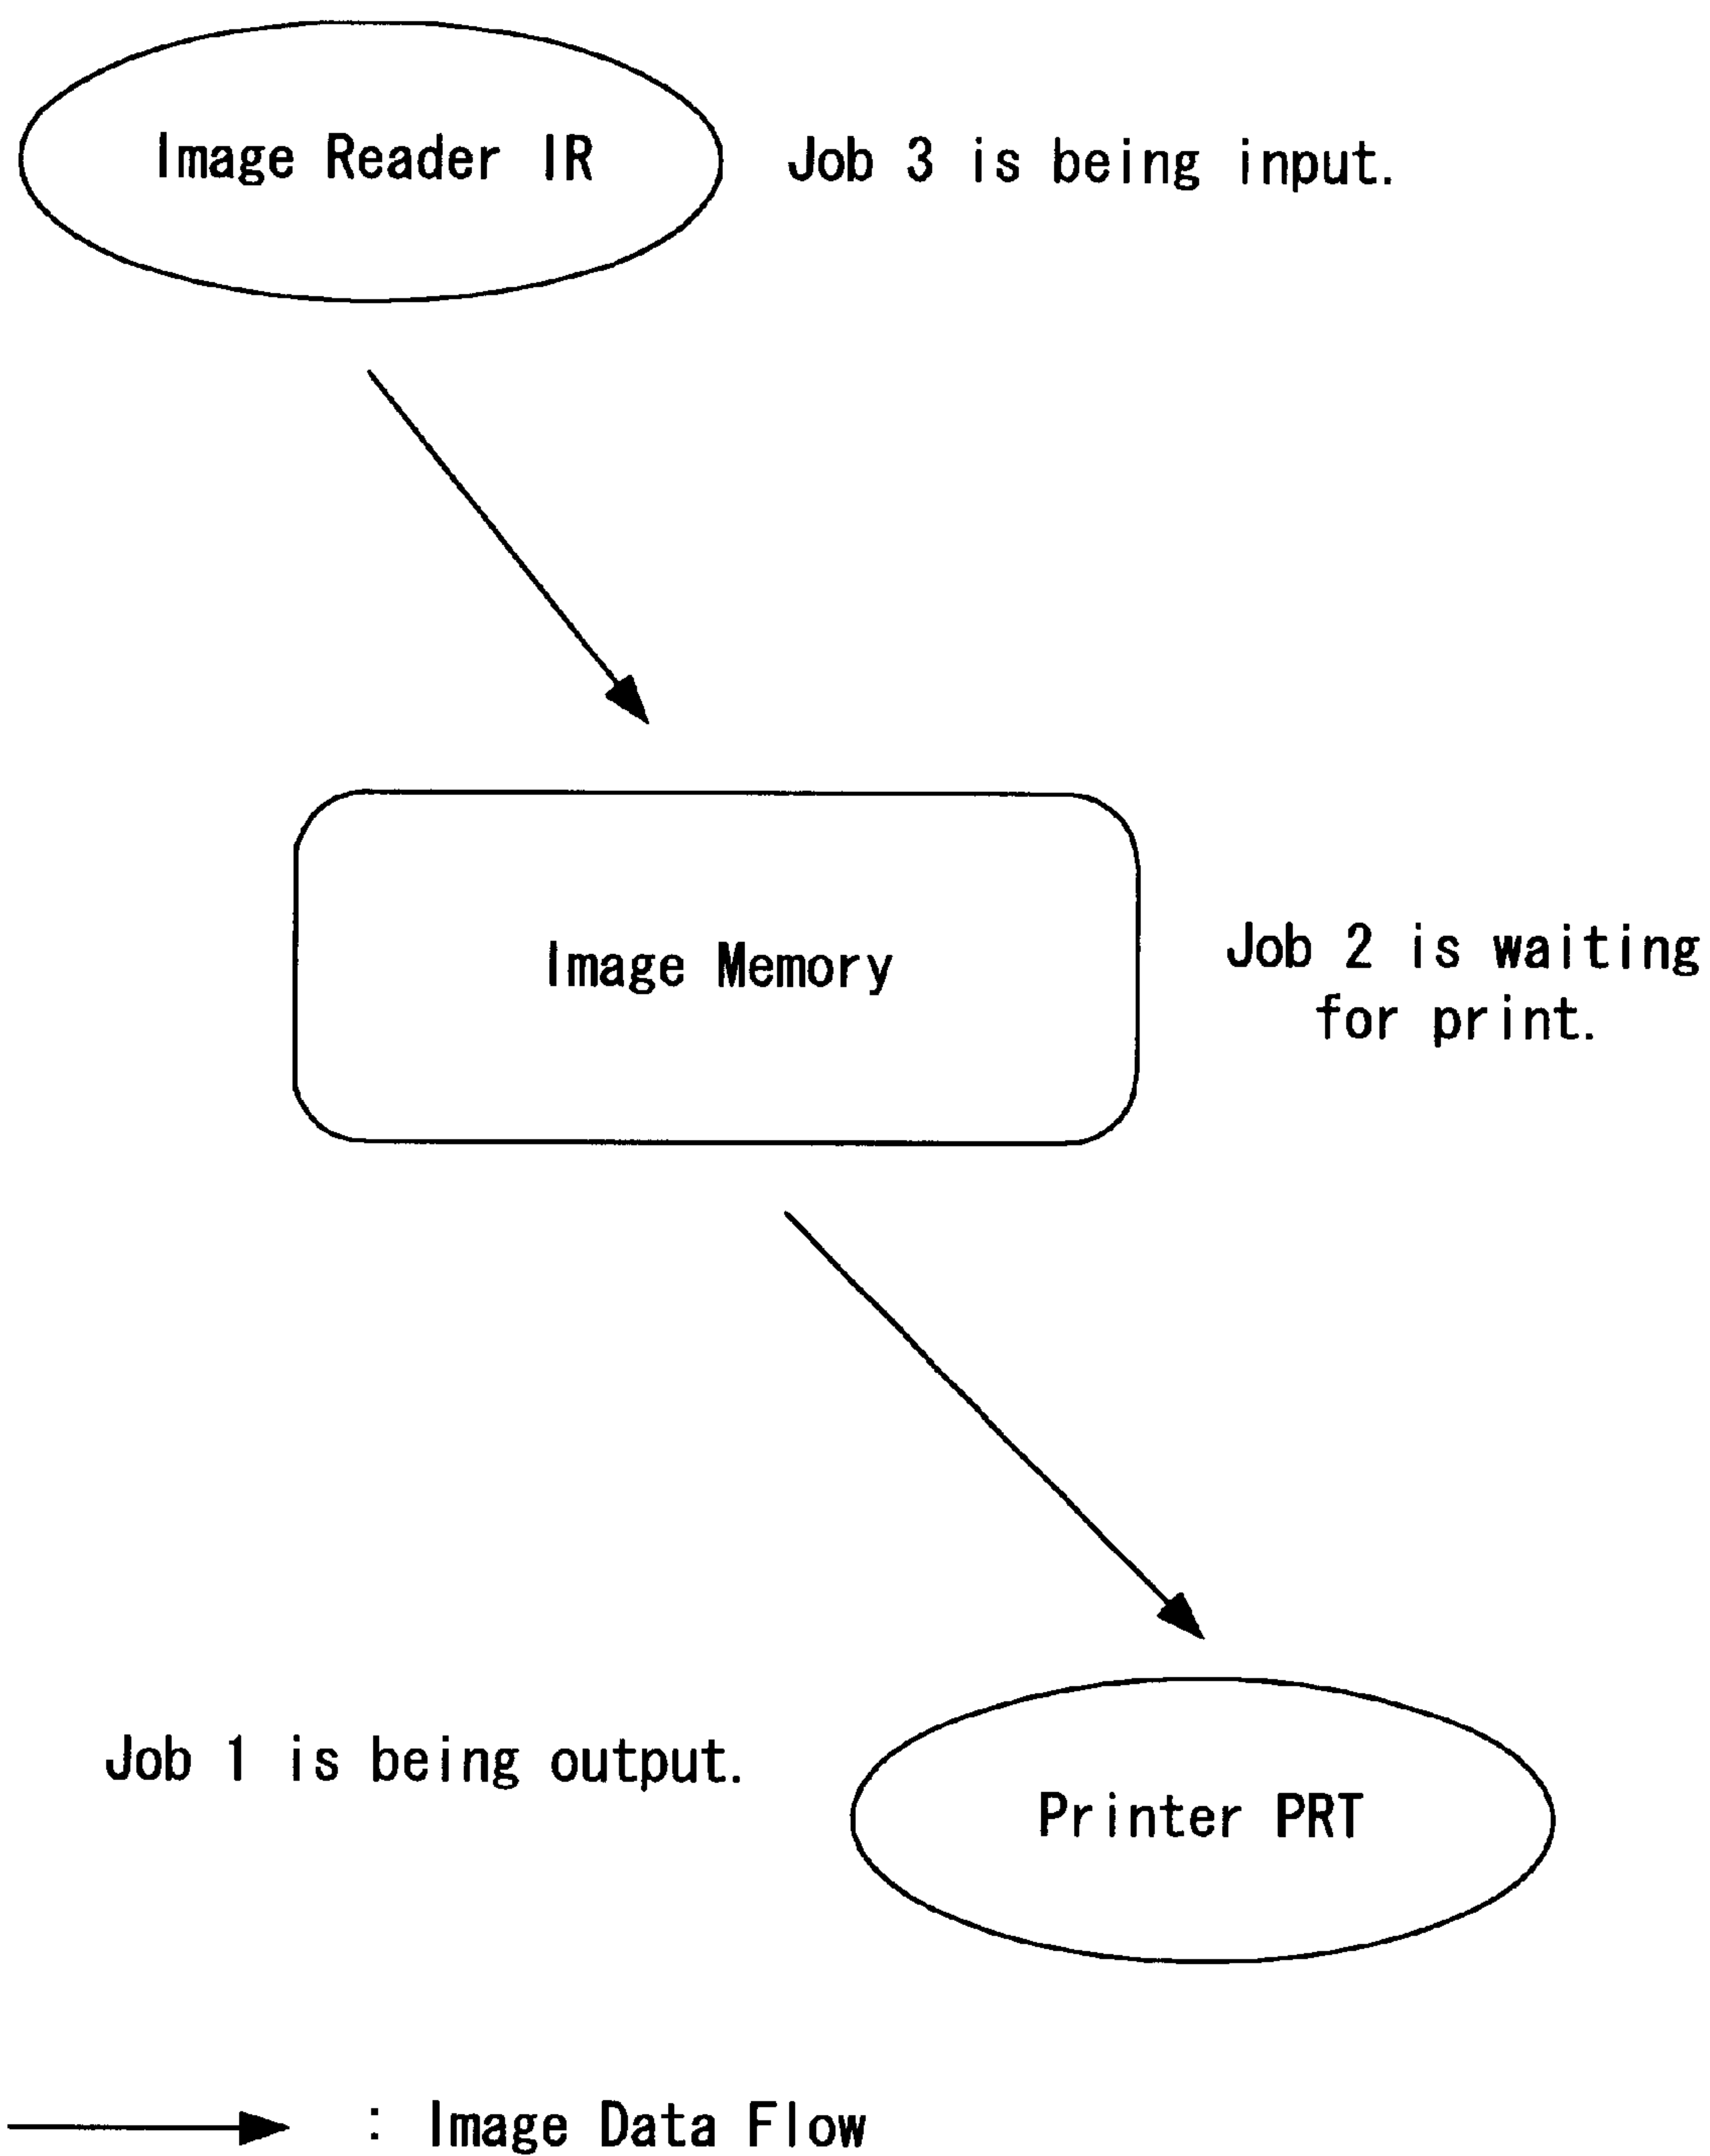 Image Reader IR
Job 3 is being input.
Image Memory
Job 2 is waiting
for print.
Job 1 is being output.
Printer PRT
: Image Data Flow